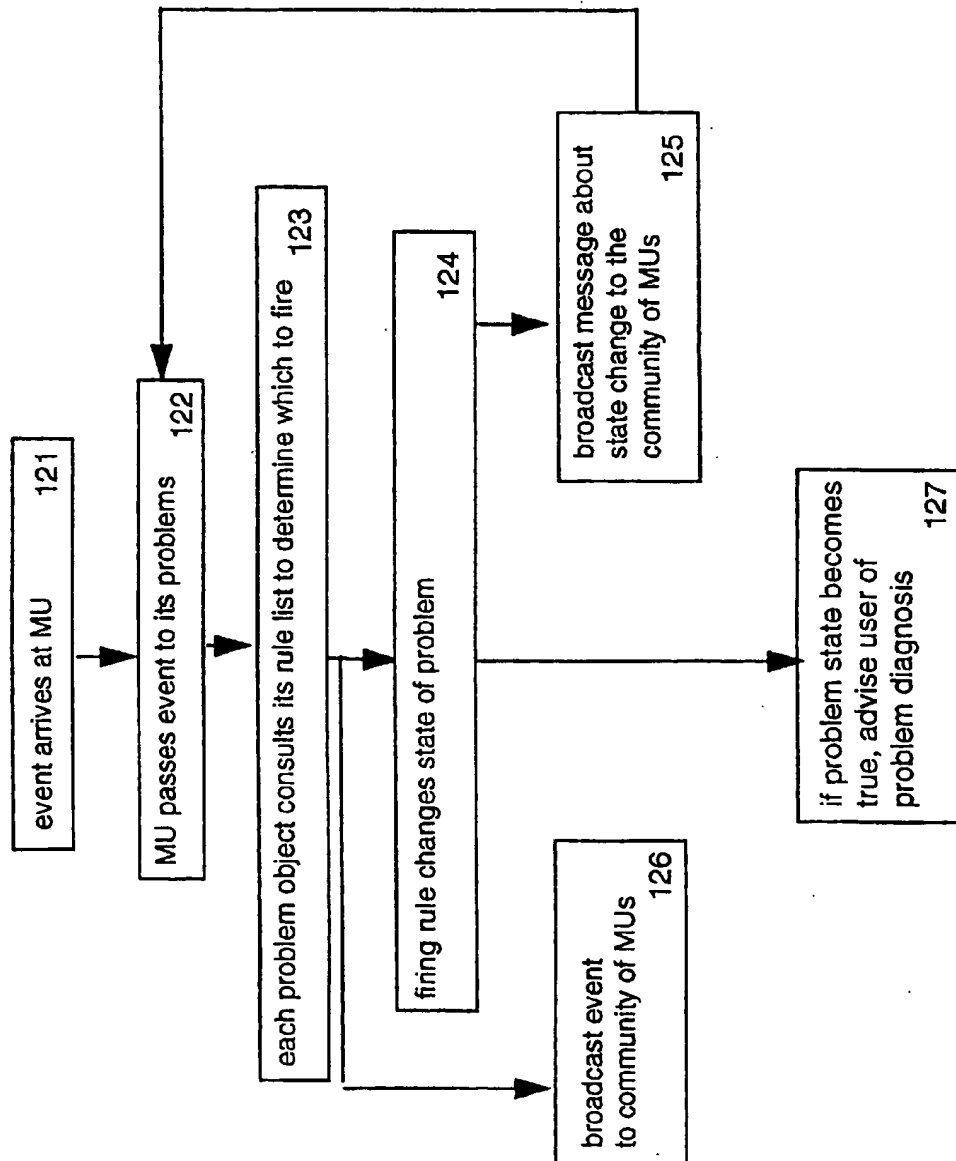 event arrives at MU
121
MU passes event to its problems
122
each problem object consults its rule list to determine which to fire
123
firing rule changes state of problem
124
broadcast message about
state change to the
community of MUs
125
broadcast event
to community of MUs
126
if problem state becomes
true, advise user of
problem diagnosis
127